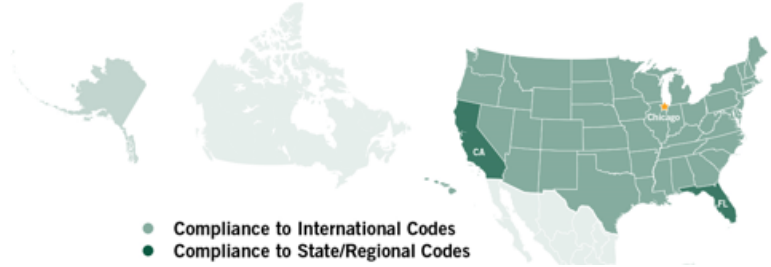 Chicago
CA
FL
Compliance to International Codes
Compliance to State/Regional Codes